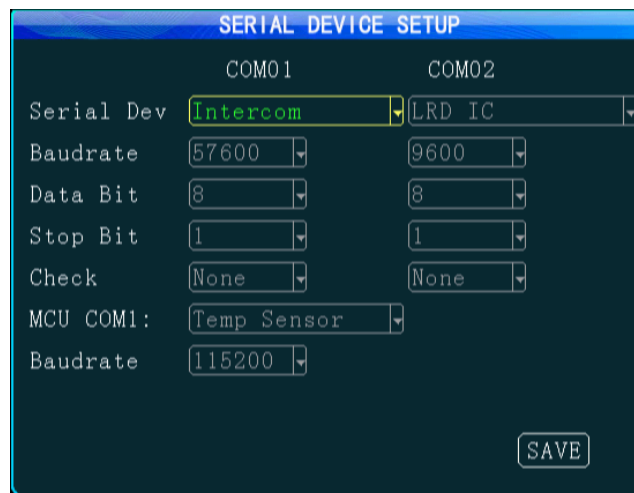 SERIAL DEVICE SETUP
COM01 COM02
Serial Dev Intercom LRD IC
Baudrate 57600 9600
Data Bit 8 8
Stop Bit 1 1
Check None None
MCU COM1: Temp Sensor
Baudrate 115200
SAVE